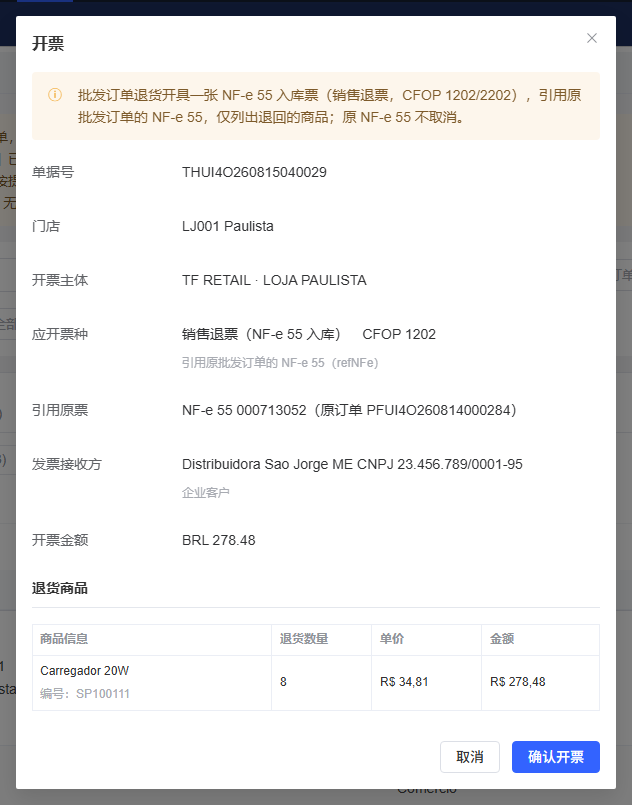 开票
批发订单退货开具一张 NF-e 55 入库票（销售退票，CFOP 1202/2202），引用原
批发订单的 NF-e 55，仅列出退回的商品；原 NF-e 55 不取消。
单据号 THUI4O260815040029
门店 LJ001 Paulista
开票主体 TF RETAIL · LOJA PAULISTA
应开票种 销售退票（NF-e 55 入库） CFOP 1202
引用原批发订单的 NF-e 55（refNFe）
引用原票 NF-e 55 000713052（原订单 PFUI4O260814000284）
发票接收方 Distribuidora Sao Jorge ME CNPJ 23.456.789/0001-95
企业客户
开票金额 BRL 278.48
退货商品
商品信息 退货数量 单价 金额
Carregador 20W
编号：SP100111
8 R$ 34,81 R$ 278,48
取消 确认开票